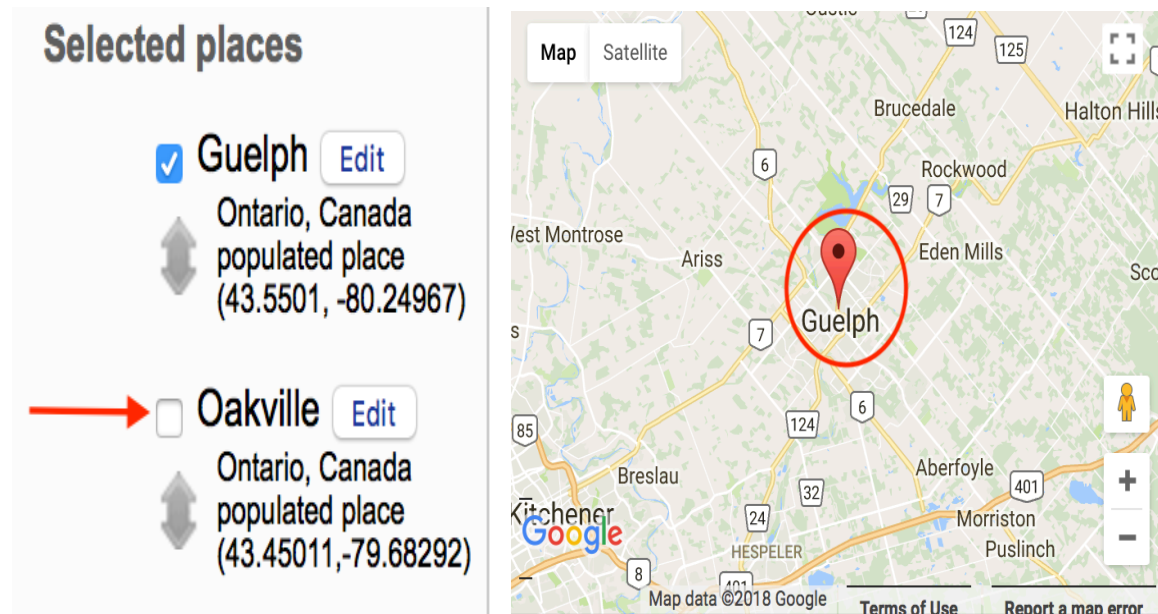 Selected places
Guelph Edit
Ontario, Canada
populated place
(43.5501, -80.24967)
Oakville Edit
Ontario, Canada
populated place
(43.45011,-79.68292)
Map Satellite
124
125
Brucedale
Halton Hills
6
Rockwood
29
7
West Montrose
Ariss
Eden Mills
Guelph
7
6
124
85
Breslau
Aberfoyle
401
32
Kitchener
Morriston
24
Google
HESPELER
Puslinch
8
401
Map data ©2018 Google
Terms of Use
Report a map error